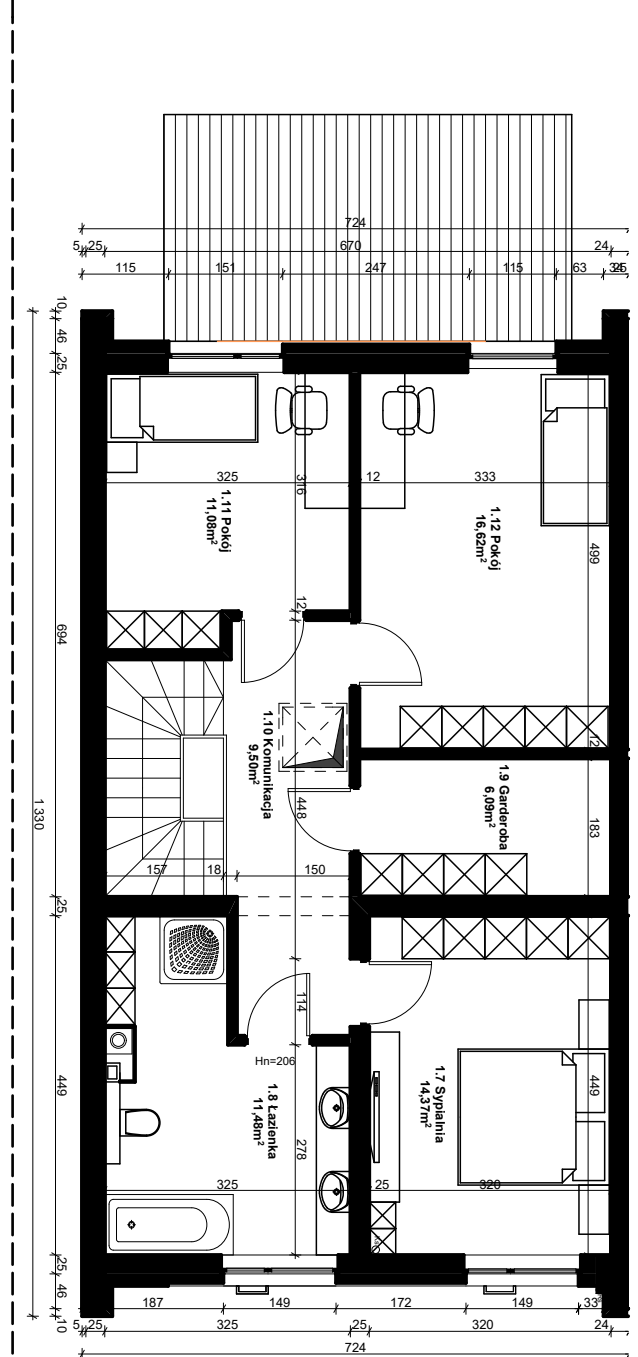 724
5 25 670 24
115 151 247 115 63
10
46
25
325 316 12 333
1.11 Pokój
11,08m²
1.12 Pokój
16,62m²
499
12
694
1.10 Komunikacja
9,50m²
12
1.9 Garderoba
6,09m²
183
448
1 330
157 18 150
25
114
Hn=206
1.8 Łazienka
11,48m²
1.7 Sypialnia
14,37m²
449
449
278
325 25 320
25
46
10
187 149 172 149 33
5 25 325 25 320 24
724